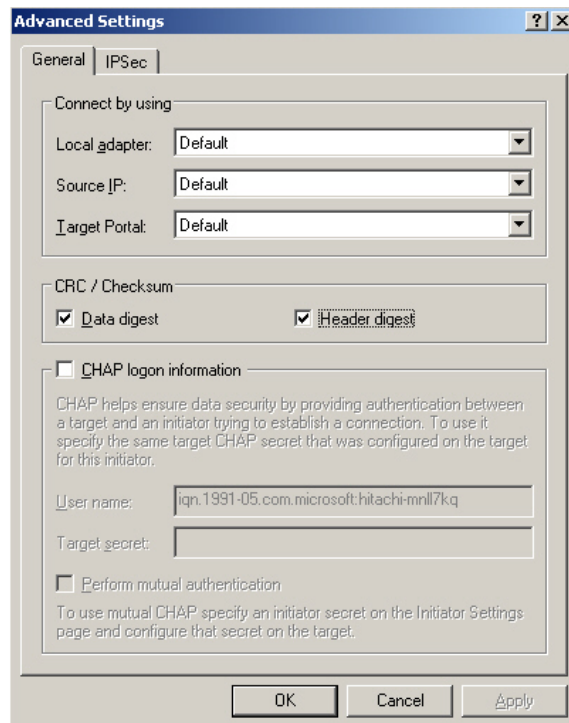 Advanced Settings
General
IPSec
Connect by using
Local adapter:
Default
Source IP:
Default
Target Portal:
Default
CRC / Checksum
Data digest
Header digest
CHAP logon information
CHAP helps ensure data security by providing authentication between
a target and an initiator trying to establish a connection. To use it
specify the same target CHAP secret that was configured on the target
for this initiator.
User name:
iqn.1991-05.com.microsoft:hitachi-mnll7kq
Target secret:
Perform mutual authentication
To use mutual CHAP specify an initiator secret on the Initiator Settings
page and configure that secret on the target.
OK
Cancel
Apply